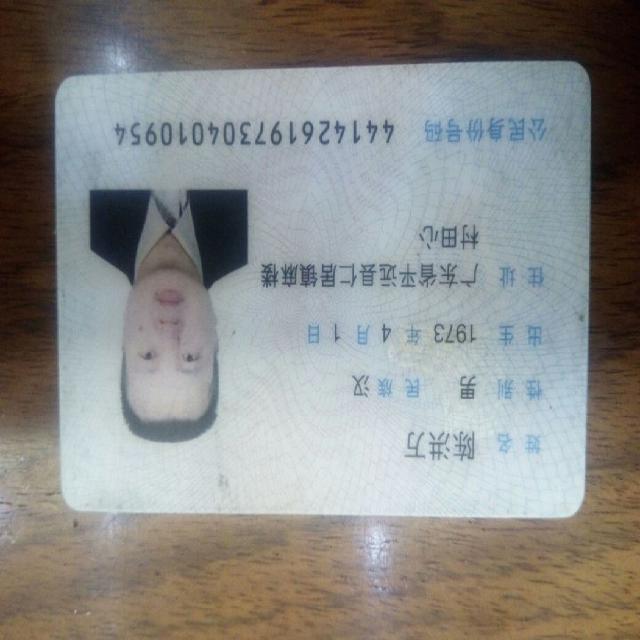 姓名 陈洪万
性别 男 民族 汉
出生 1973 年 4 月 1 日
住址 广东省平远县仁居镇麻楼
村田心
公民身份号码 441426197304010954